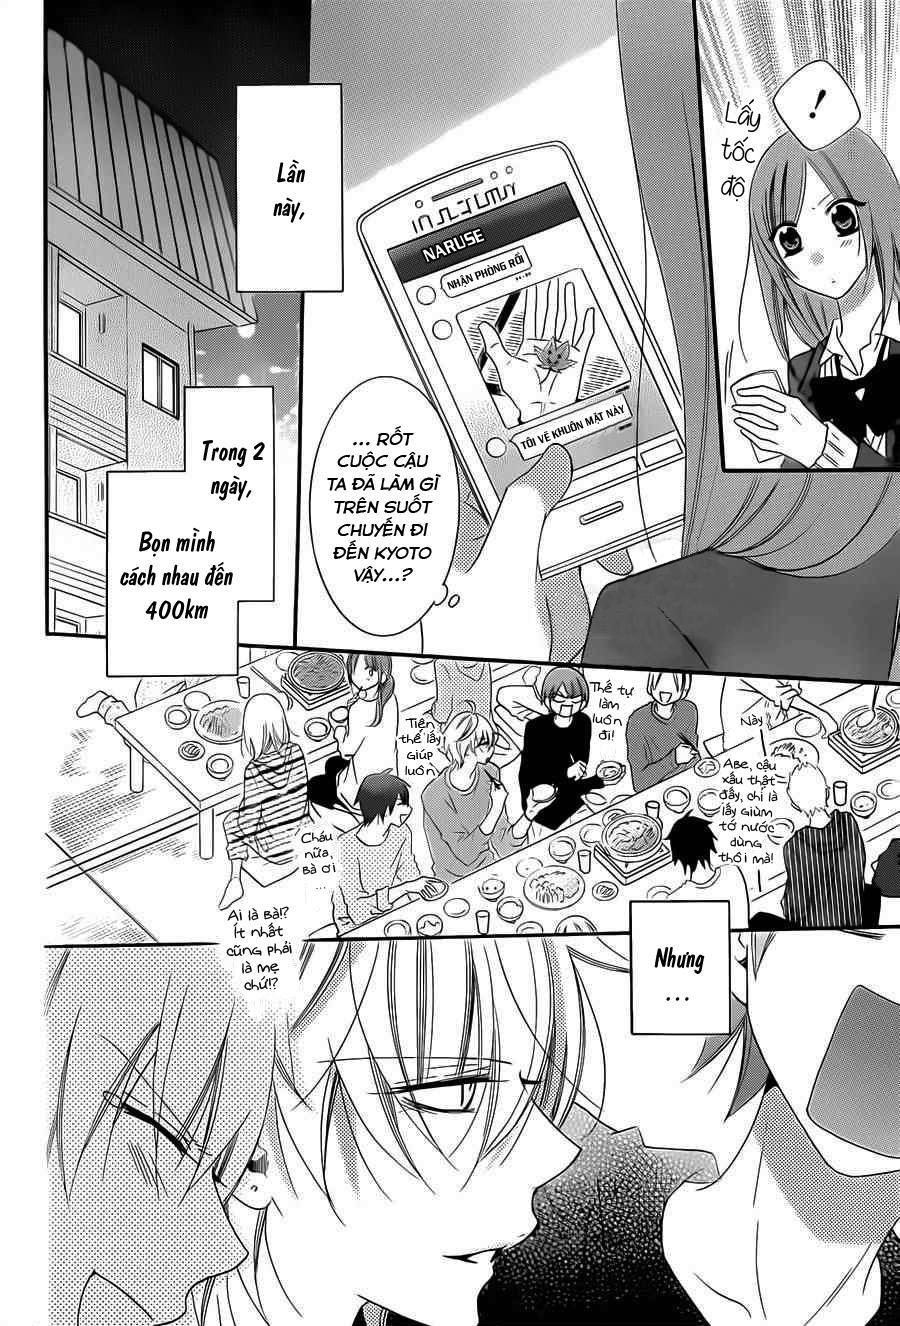 !
Lấy
tốc
độ
NARUSE
NHẬN PHÒNG RỒI
TÔI VẼ KHUÔN MẶT NÀY
... RỐT
CUỘC CẬU
TA ĐÃ LÀM GÌ
TRÊN SUỐT
CHUYẾN ĐI
ĐẾN KYOTO
VẬY...?
Lần
này,
Trong 2
ngày,
Bọn mình
cách nhau đến
400km
Này
Abe, cậu
xấu thật
đấy, chỉ là
lấy giùm
tớ nước
dùng
thôi mà!
Thế tự
làm
luôn
đi!
Tiện
thể lấy
giúp
luôn
Cháu
nữa,
Bà ơi
...
Ai là Bà!?
Ít nhất
cũng phải
là mẹ
chứ!?
Nhưng
...